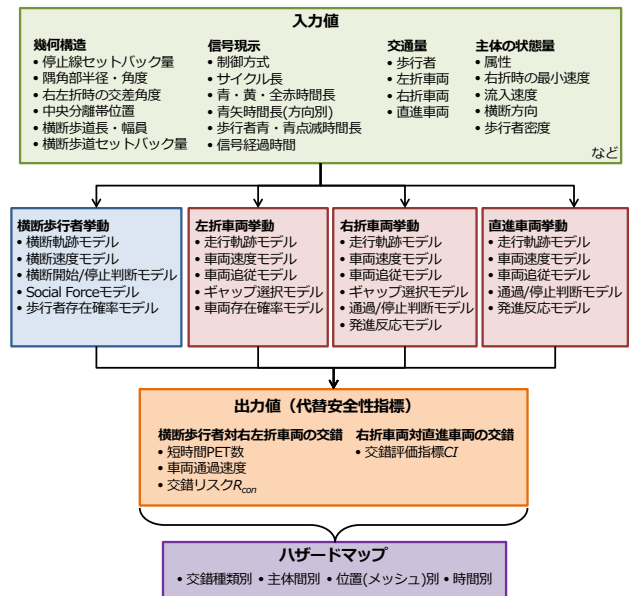 入力値
幾何構造
• 停止線セットバック量
• 隅角部半径・角度
• 右左折時の交差角度
• 中央分離帯位置
• 横断歩道長・幅員
• 横断歩道セットバック量
信号現示
• 制御方式
• サイクル長
• 青・黄・全赤時間長
• 青矢時間長(方向別)
• 歩行者青・青点滅時間長
• 信号経過時間
交通量
• 歩行者
• 左折車両
• 右折車両
• 直進車両
主体の状態量
• 属性
• 右折時の最小速度
• 流入速度
• 横断方向
• 歩行者密度
など
横断歩行者挙動
• 横断軌跡モデル
• 横断速度モデル
• 横断開始/停止判断モデル
• Social Forceモデル
• 歩行者存在確率モデル
左折車両挙動
• 走行軌跡モデル
• 車両速度モデル
• 車両追従モデル
• ギャップ選択モデル
• 車両存在確率モデル
右折車両挙動
• 走行軌跡モデル
• 車両速度モデル
• 車両追従モデル
• ギャップ選択モデル
• 通過/停止判断モデル
• 発進反応モデル
直進車両挙動
• 走行軌跡モデル
• 車両速度モデル
• 車両追従モデル
• 通過/停止判断モデル
• 発進反応モデル
出力値（代替安全性指標）
横断歩行者対右左折車両の交錯
• 短時間PET数
• 車両通過速度
• 交錯リスクRcon
右折車両対直進車両の交錯
• 交錯評価指標CI
ハザードマップ
• 交錯種類別 • 主体間別 • 位置(メッシュ)別 • 時間別